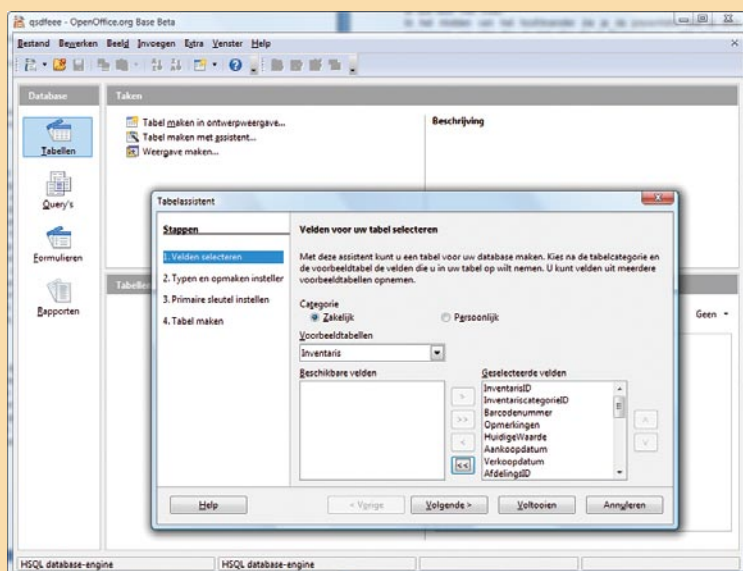 qsdfeee - OpenOffice.org Base Beta
Bestand Bewerken Beeld Invoegen Extra Venster Help
Database
Taken
Tabellen
Query's
Formulieren
Rapporten
Tabel maken in ontwerpweergave...
Tabel maken met assistent...
Weergave maken...
Beschrijving
Tabellen
Geen
Tabelassistent
Stappen
1. Velden selecteren
2. Typen en opmaken insteller
3. Primaire sleutel instellen
4. Tabel maken
Velden voor uw tabel selecteren
Met deze assistent kunt u een tabel voor uw database maken. Kies na de tabelcategorie en
de voorbeeldtabel de velden die u in uw tabel op wilt nemen. U kunt velden uit meerdere
voorbeeldtabellen opnemen.
Categorie
Zakelijk Persoonlijk
Voorbeeldtabellen
Inventaris
Beschikbare velden
Geselecteerde velden
InventarisID
InventariscategorieID
Barcodenummer
Opmerkingen
HuidigeWaarde
Aankoopdatum
Verkoopdatum
AfdelingsID
>
>>
<
<<
Help < Vorige Volgende > Voltooien Annuleren
HSQL database-engine HSQL database-engine